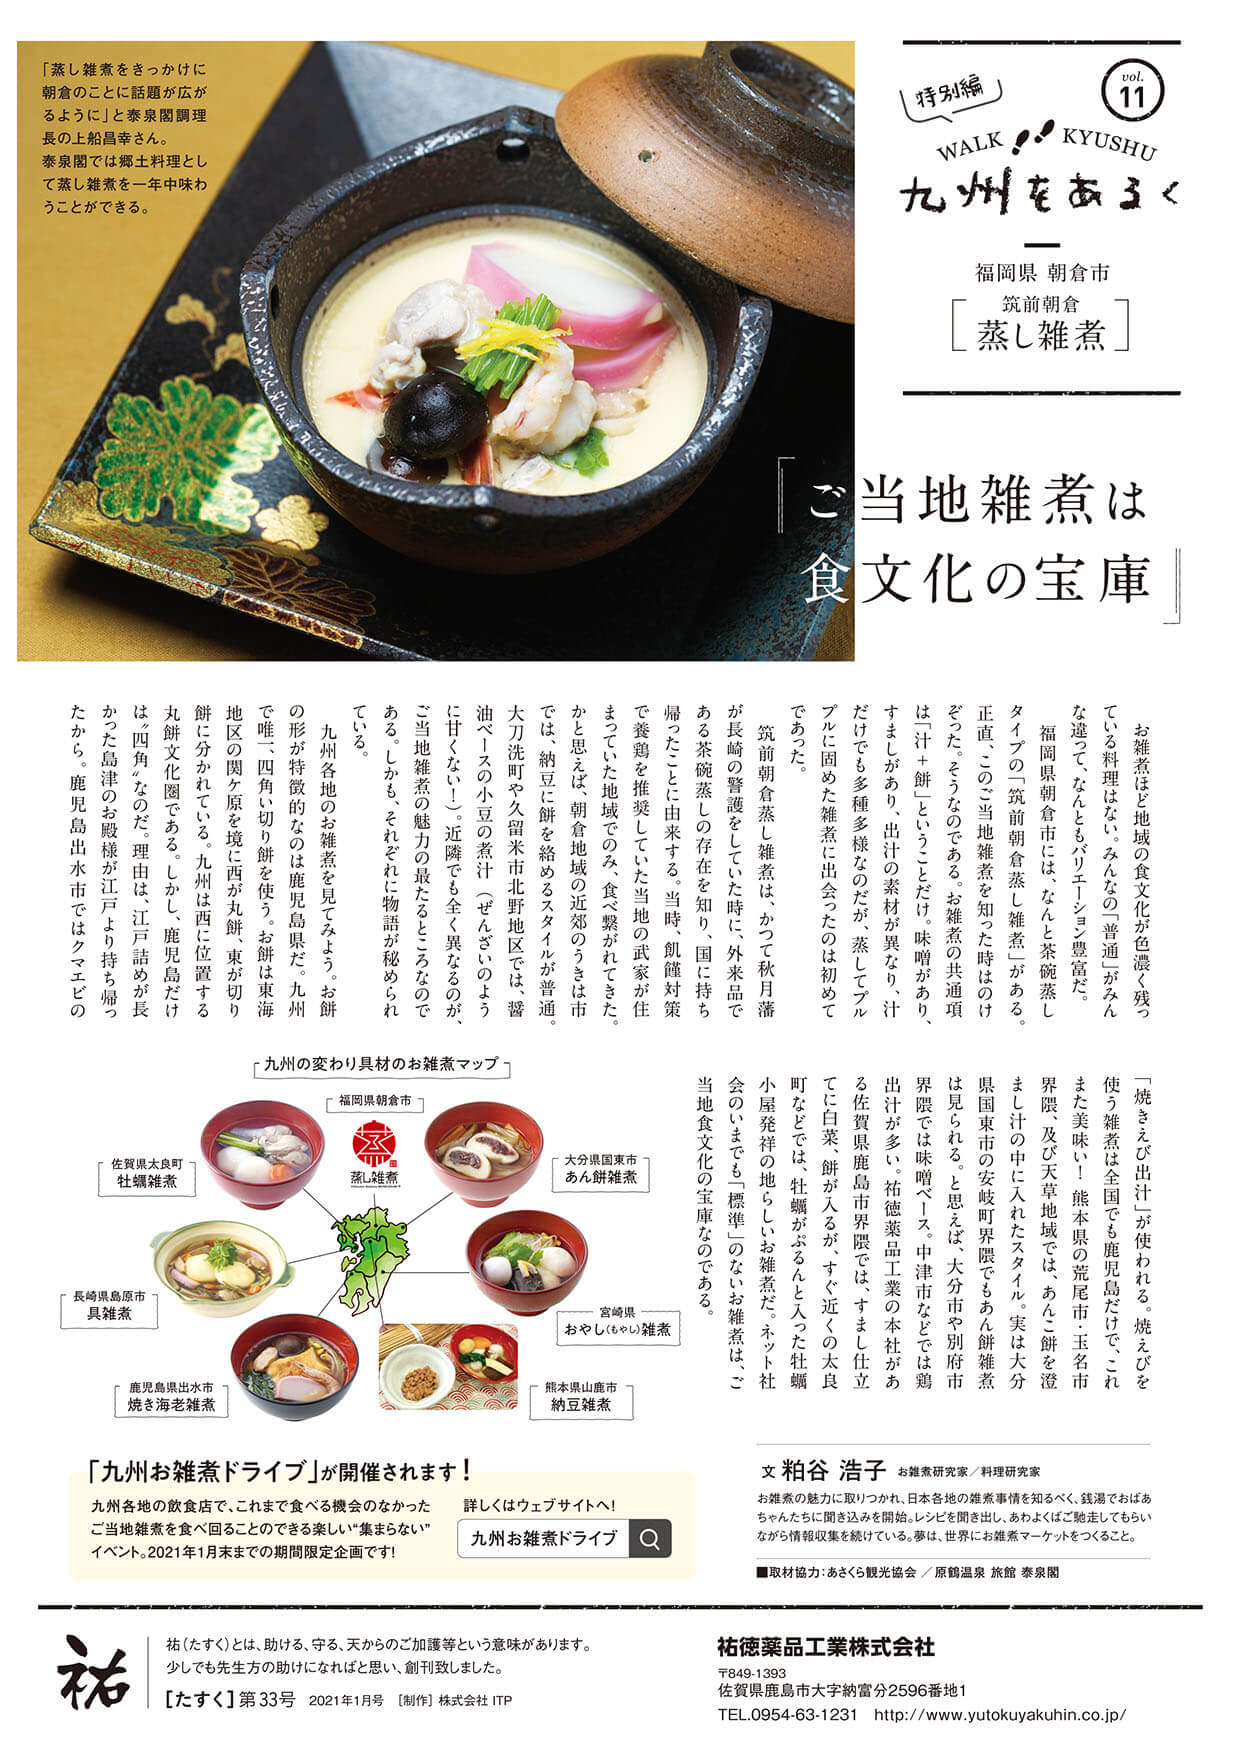 「蒸し雑煮をきっかけに
朝倉のことに話題が広が
るように」と泰泉閣調理
長の上船昌幸さん。
泰泉閣では郷土料理とし
て蒸し雑煮を一年中味わ
うことができる。
特別編
vol.
11
WALK KYUSHU
九州をあるく
福岡県 朝倉市
筑前朝倉
蒸し雑煮
「ご当地雑煮は
食文化の宝庫」
お雑煮ほど地域の食文化が色濃く残っ
ている料理はない。みんなの「普通」がみん
な違って、なんともバリエーション豊富だ。
福岡県朝倉市には、なんと茶碗蒸し
タイプの「筑前朝倉蒸し雑煮」がある。
正直、このご当地雑煮を知った時はのけ
ぞった。そうなのである。お雑煮の共通項
は「汁+餅」ということだけ。味噌があり、
すましがあり、出汁の素材が異なり、汁
だけでも多種多様なのだが、蒸してプル
プルに固めた雑煮に出会ったのは初めて
であった。
筑前朝倉蒸し雑煮は、かつて秋月藩
が長崎の警護をしていた時に、外来品で
ある茶碗蒸しの存在を知り、国に持ち
帰ったことに由来する。当時、飢饉対策
で養鶏を推奨していた当地の武家が住
まっていた地域でのみ、食べ繋がれてきた。
かと思えば、朝倉地域の近郊のうきは市
では、納豆に餅を絡めるスタイルが普通。
大刀洗町や久留米市北野地区では、醤
油ベースの小豆の煮汁(ぜんざいのよう
に甘くない!)。近隣でも全く異なるのが、
ご当地雑煮の魅力の最たるところなので
ある。しかも、それぞれに物語が秘められ
ている。
九州各地のお雑煮を見てみよう。お餅
の形が特徴的なのは鹿児島県だ。九州
で唯一、四角い切り餅を使う。お餅は東海
地区の関ケ原を境に西が丸餅、東が切り
餅に分かれている。九州は西に位置する
丸餅文化圏である。しかし、鹿児島だけ
は〝四角〟なのだ。理由は、江戸詰めが長
かった島津のお殿様が江戸より持ち帰っ
たから。鹿児島出水市ではクマエビの
「焼きえび出汁」が使われる。焼えびを
使う雑煮は全国でも鹿児島だけで、これ
また美味い! 熊本県の荒尾市・玉名市
界隈、及び天草地域では、あんこ餅を澄
まし汁の中に入れたスタイル。実は大分
県国東市の安岐町界隈でもあん餅雑煮
は見られる。と思えば、大分市や別府市
界隈では味噌ベース。中津市などでは鶏
出汁が多い。祐徳薬品工業の本社があ
る佐賀県鹿島市界隈では、すまし仕立
てに白菜、餅が入るが、すぐ近くの太良
町などでは、牡蠣がぷるんと入った牡蠣
小屋発祥の地らしいお雑煮だ。ネット社
会のいまでも「標準」のないお雑煮は、ご
当地食文化の宝庫なのである。
九州の変わり具材のお雑煮マップ
福岡県朝倉市
蒸し雑煮
佐賀県太良町
牡蠣雑煮
大分県国東市
あん餅雑煮
長崎県島原市
具雑煮
宮崎県
おやし(もやし)雑煮
鹿児島県出水市
焼き海老雑煮
熊本県山鹿市
納豆雑煮
「九州お雑煮ドライブ」が開催されます!
九州各地の飲食店で、これまで食べる機会のなかった
ご当地雑煮を食べ回ることのできる楽しい“集まらない”
イベント。2021年1月末までの期間限定企画です!
詳しくはウェブサイトへ!
九州お雑煮ドライブ
文 粕谷 浩子 お雑煮研究家/料理研究家
お雑煮の魅力に取りつかれ、日本各地の雑煮事情を知るべく、銭湯でおばあ
ちゃんたちに聞き込みを開始。レシピを聞き出し、あわよくばご馳走してもらい
ながら情報収集を続けている。夢は、世界にお雑煮マーケットをつくること。
■取材協力:あさくら観光協会 / 原鶴温泉 旅館 泰泉閣
祐
祐(たすく)とは、助ける、守る、天からのご加護等という意味があります。
少しでも先生方の助けになればと思い、創刊致しました。
[たすく] 第33号 2021年1月号 [制作] 株式会社 ITP
祐徳薬品工業株式会社
〒849-1393
佐賀県鹿島市大字納富分2596番地1
TEL.0954-63-1231 http://www.yutokuyakuhin.co.jp/